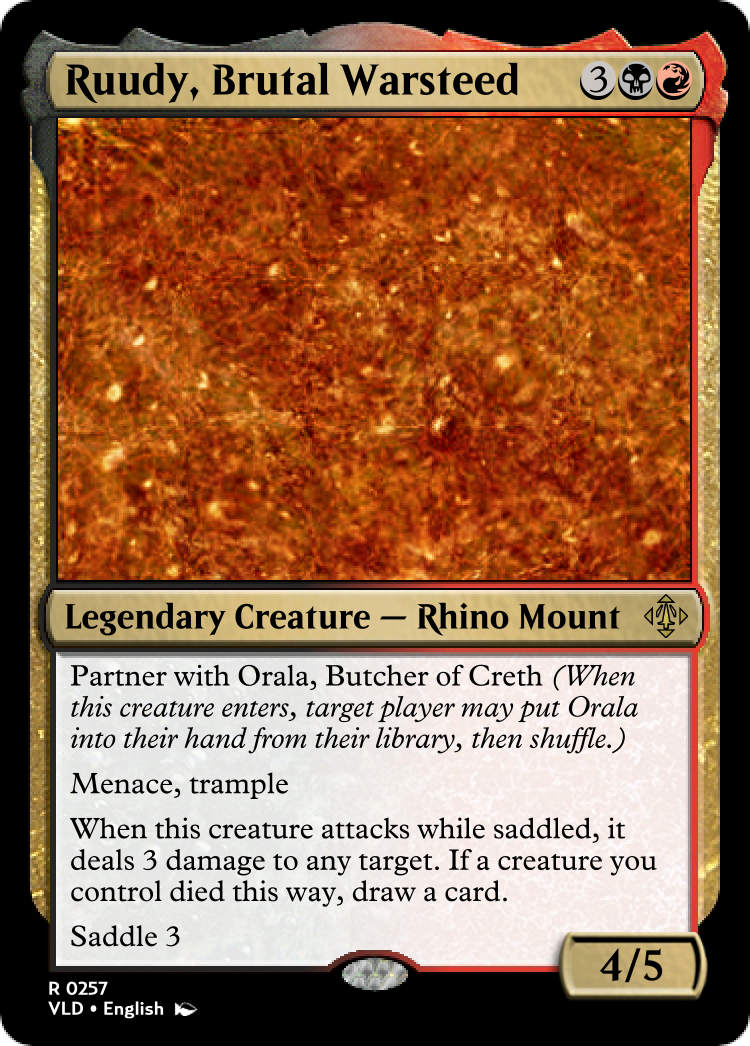 Ruudy, Brutal Warsteed 3
Legendary Creature — Rhino Mount
Partner with Orala, Butcher of Creth (When
this creature enters, target player may put Orala
into their hand from their library, then shuffle.)
Menace, trample
When this creature attacks while saddled, it
deals 3 damage to any target. If a creature you
control died this way, draw a card.
Saddle 3
4/5
R 0257
VLD • English